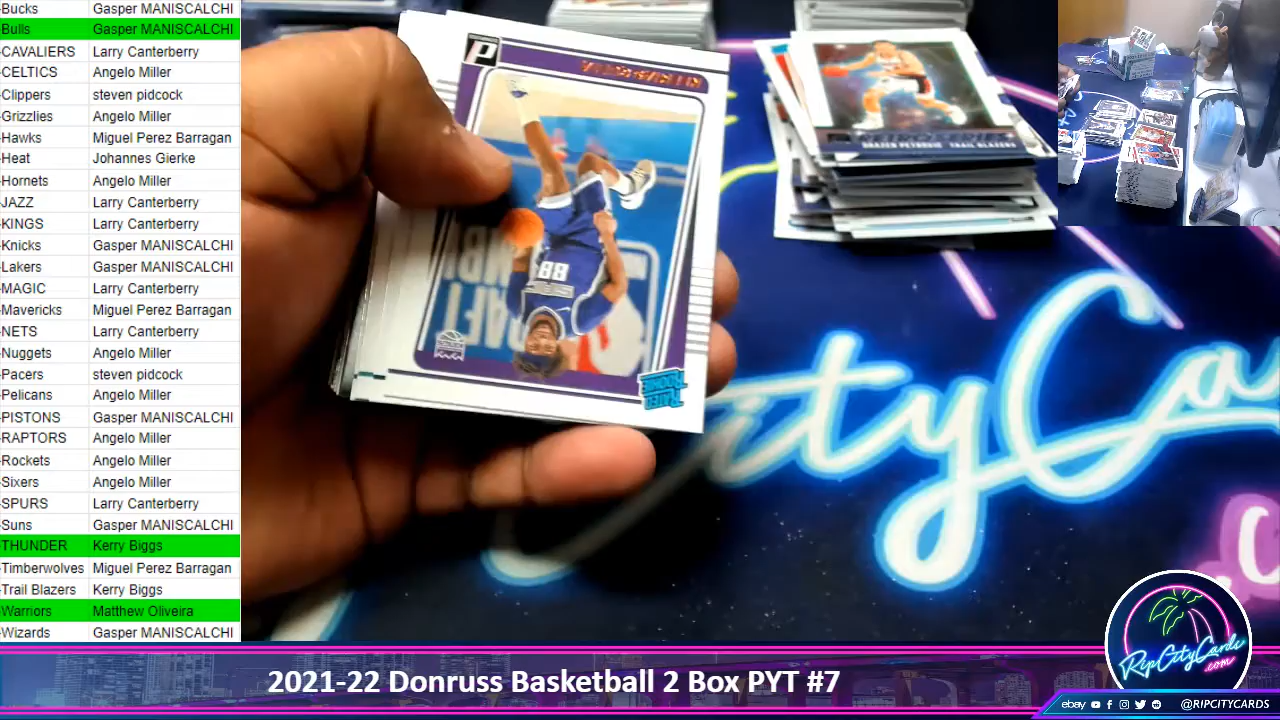 -Bucks Gasper MANISCALCHI
-Bulls Gasper MANISCALCHI
-CAVALIERS Larry Canterberry
-CELTICS Angelo Miller
-Clippers steven pidcock
-Grizzlies Angelo Miller
-Hawks Miguel Perez Barragan
-Heat Johannes Gierke
-Hornets Angelo Miller
-JAZZ Larry Canterberry
-KINGS Larry Canterberry
-Knicks Gasper MANISCALCHI
-Lakers Gasper MANISCALCHI
-MAGIC Larry Canterberry
-Mavericks Miguel Perez Barragan
-NETS Larry Canterberry
-Nuggets Angelo Miller
-Pacers steven pidcock
-Pelicans Angelo Miller
-PISTONS Gasper MANISCALCHI
-RAPTORS Angelo Miller
-Rockets Angelo Miller
-Sixers Angelo Miller
-SPURS Larry Canterberry
-Suns Gasper MANISCALCHI
-THUNDER Kerry Biggs
-Timberwolves Miguel Perez Barragan
-Trail Blazers Kerry Biggs
-Warriors Matthew Oliveira
-Wizards Gasper MANISCALCHI
RETRO SERIES
DRAZEN PETROVIC TRAIL BLAZERS
88
RATED
ROOKIE
ipCityCa
.c
RipCityCards
.com
2021-22 Donruss Basketball 2 Box PYT #7
ebay
@RIPCITYCARDS